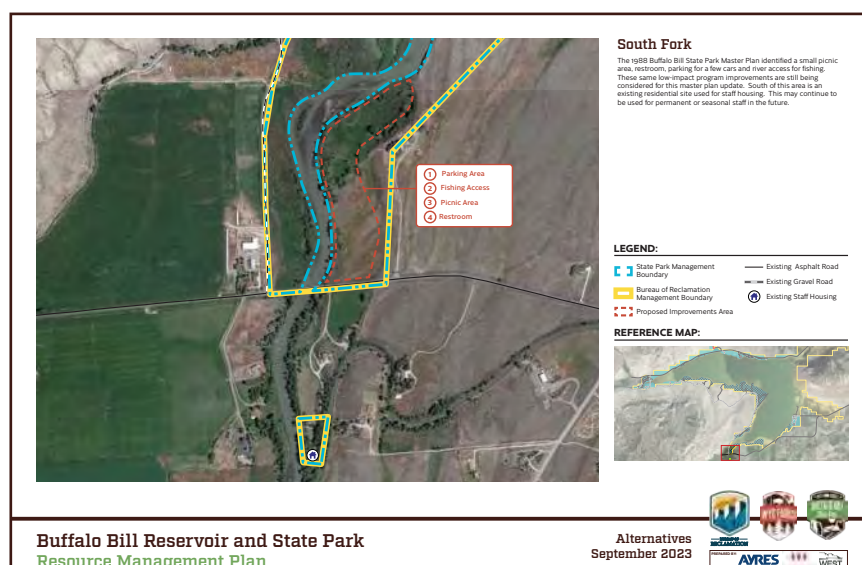 South Fork
The 1988 Buffalo Bill State Park Master Plan identified a small picnic
area, restroom, parking for a few cars and river access for fishing.
These same low-impact program improvements are still being
considered for this master plan update. South of this area is an
existing residential site used for staff housing. This may continue to
be used for permanent or seasonal staff in the future.
1 Parking Area
2 Fishing Access
3 Picnic Area
4 Restroom
LEGEND:
State Park Management
Boundary
Bureau of Reclamation
Management Boundary
Proposed Improvements Area
Existing Asphalt Road
Existing Gravel Road
Existing Staff Housing
REFERENCE MAP:
Buffalo Bill Reservoir and State Park
Resource Management Plan
Alternatives
September 2023
RECLAMATION
PREPARED BY:
AYRES
WEST